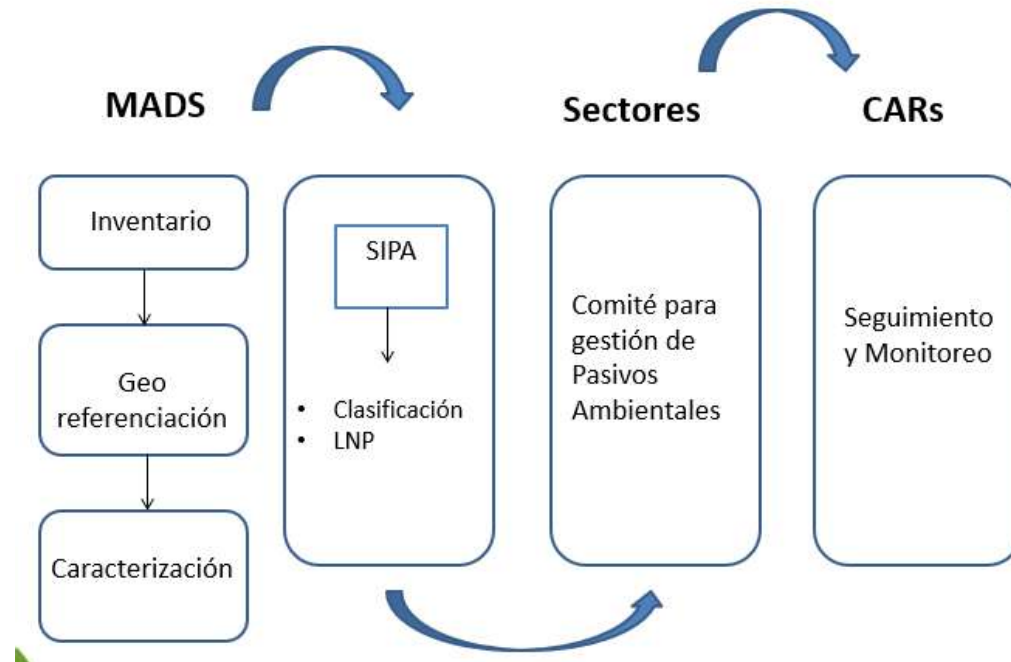 MADS
Sectores
CARs
Inventario
Geo
referenciación
Caracterización
SIPA
• Clasificación
• LNP
Comité para
gestión de
Pasivos
Ambientales
Seguimiento
y Monitoreo